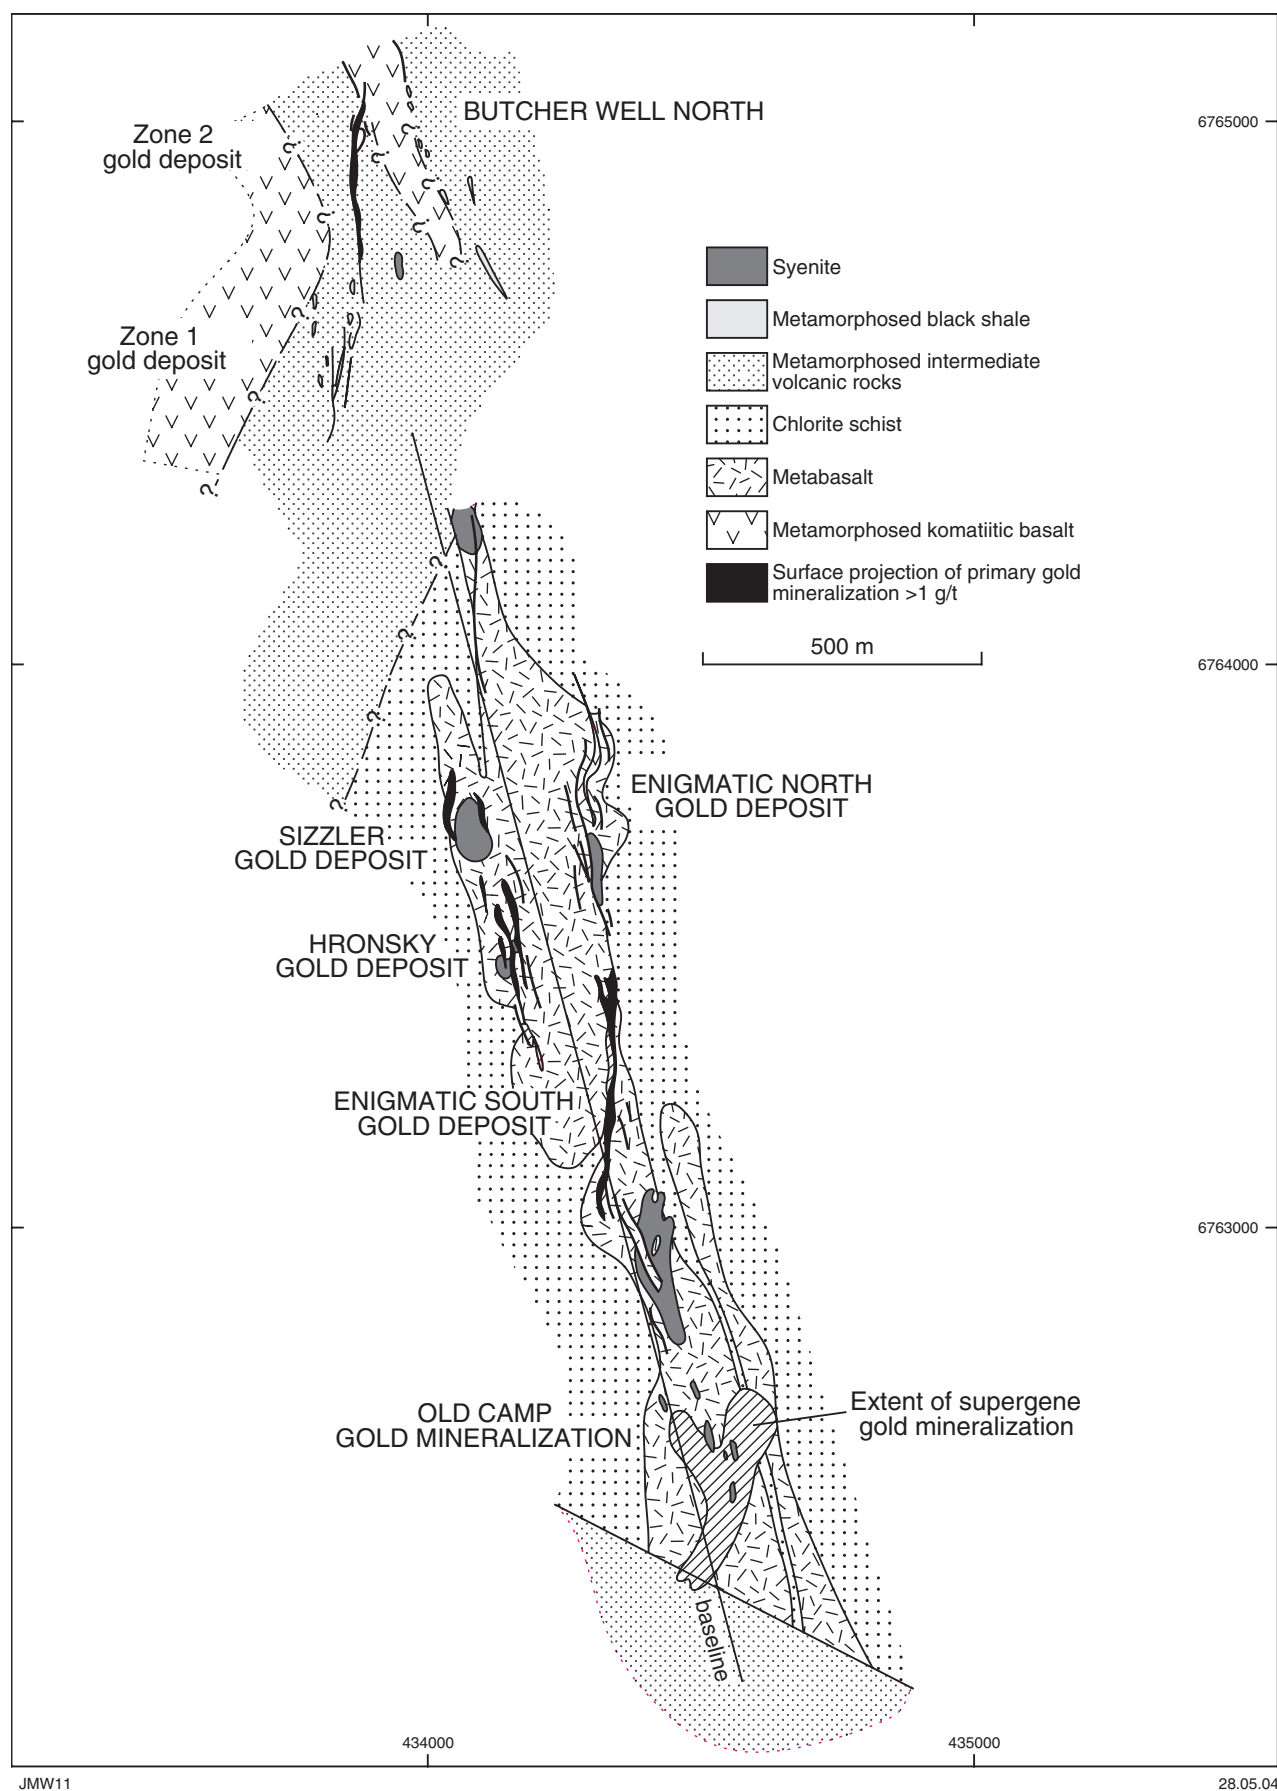 BUTCHER WELL NORTH
Zone 2
gold deposit
6765000
Zone 1
gold deposit
Syenite
Metamorphosed black shale
Metamorphosed intermediate
volcanic rocks
Chlorite schist
Metabasalt
Metamorphosed komatiitic basalt
Surface projection of primary gold
mineralization >1 g/t
500 m
6764000
?
?
?
?
?
?
?
?
?
?
?
?
?
ENIGMATIC NORTH
GOLD DEPOSIT
SIZZLER
GOLD DEPOSIT
HRONSKY
GOLD DEPOSIT
ENIGMATIC SOUTH
GOLD DEPOSIT
6763000
OLD CAMP
GOLD MINERALIZATION
Extent of supergene
gold mineralization
baseline
434000
435000
JMW11
28.05.04